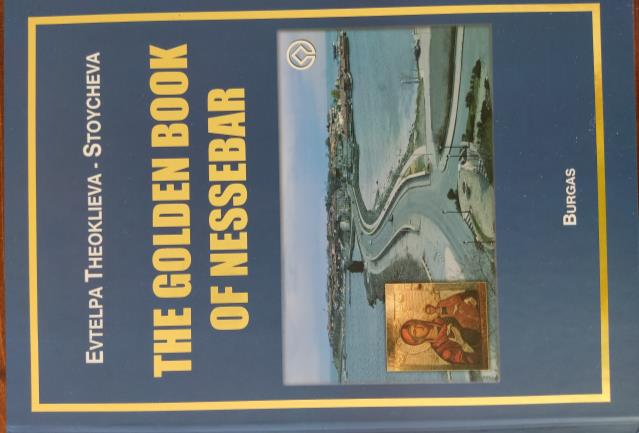 EVTELPA THEOKLIEVA - STOYCHEVA
THE GOLDEN BOOK
OF NESSEBAR
BURGAS